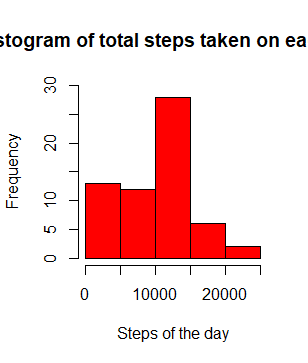 stogram of total steps taken on ea
30
20
Frequency
10
5
0
0 10000 20000
Steps of the day